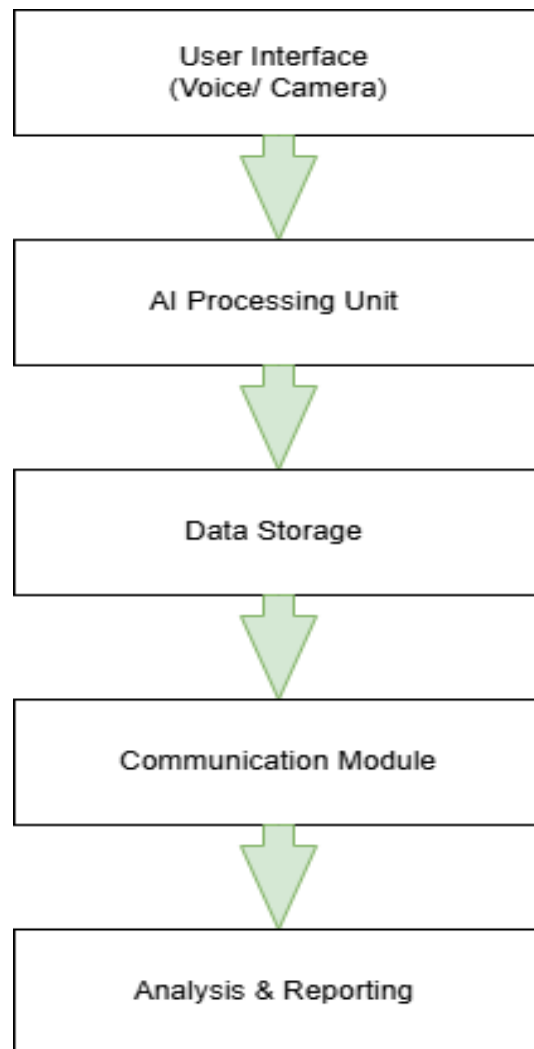 User Interface
(Voice/ Camera)
AI Processing Unit
Data Storage
Communication Module
Analysis & Reporting